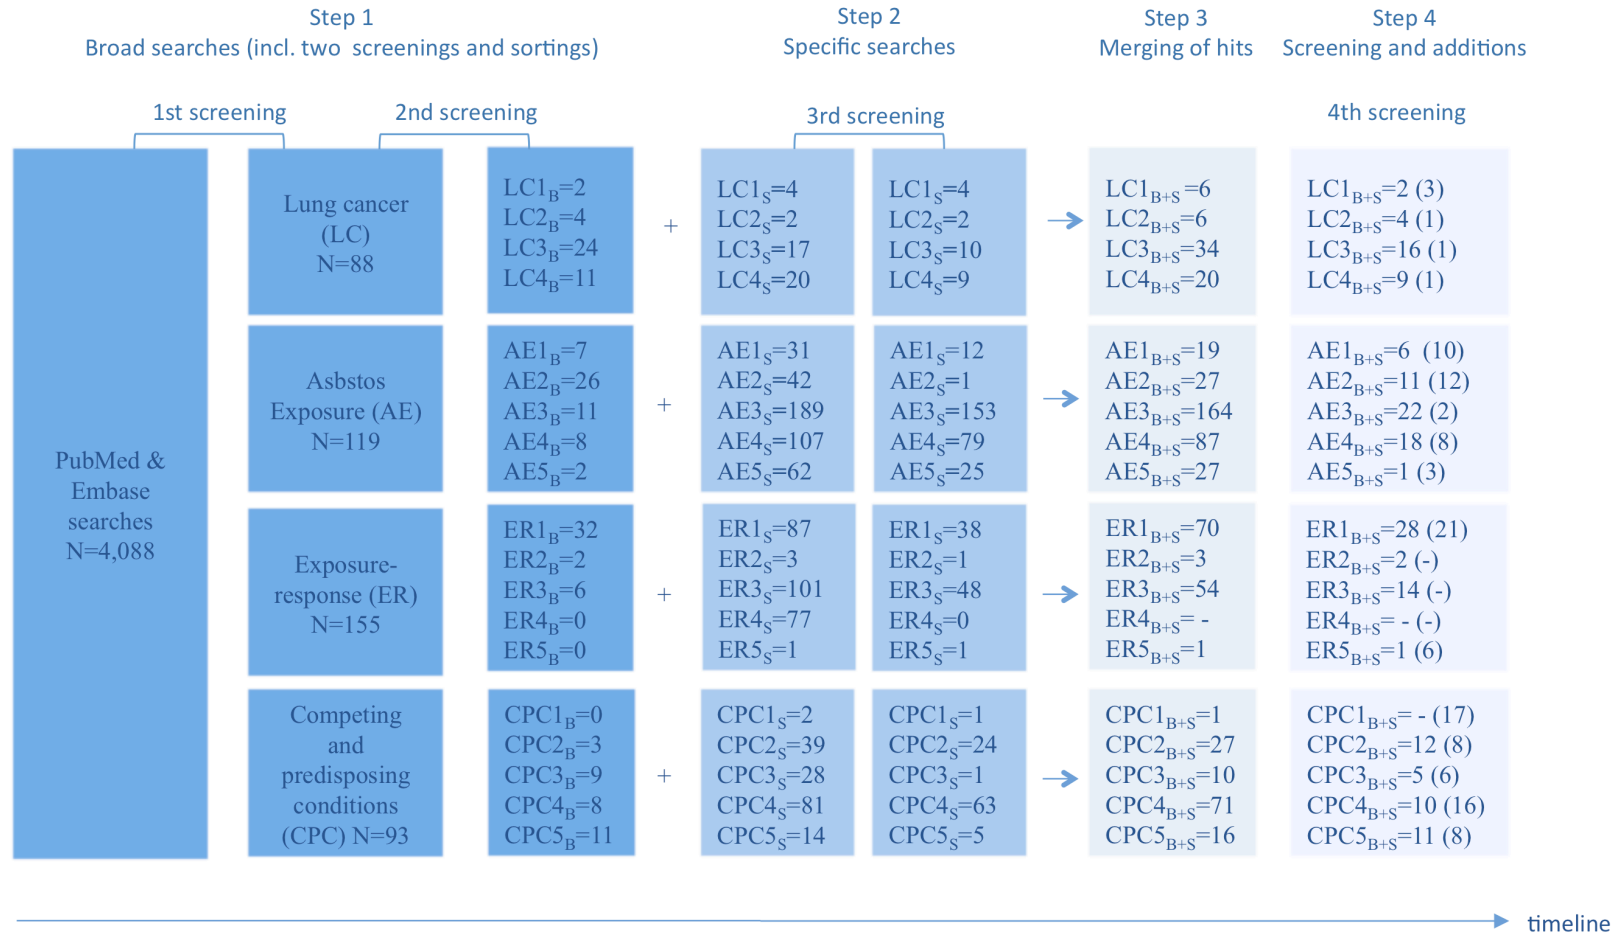 Step 1
Broad searches (incl. two screenings and sortings)
Step 2
Specific searches
Step 3
Merging of hits
Step 4
Screening and additions
1st screening
2nd screening
3rd screening
4th screening
PubMed &
Embase
searches
N=4,088
Lung cancer
(LC)
N=88
LC1B=2
LC2B=4
LC3B=24
LC4B=11
+
LC1S=4
LC2S=2
LC3S=17
LC4S=20
LC1S=4
LC2S=2
LC3S=10
LC4S=9
LC1B+S=6
LC2B+S=6
LC3B+S=34
LC4B+S=20
LC1B+S=2 (3)
LC2B+S=4 (1)
LC3B+S=16 (1)
LC4B+S=9 (1)
Asbstos
Exposure (AE)
N=119
AE1B=7
AE2B=26
AE3B=11
AE4B=8
AE5B=2
+
AE1S=31
AE2S=42
AE3S=189
AE4S=107
AE5S=62
AE1S=12
AE2S=1
AE3S=153
AE4S=79
AE5S=25
AE1B+S=19
AE2B+S=27
AE3B+S=164
AE4B+S=87
AE5B+S=27
AE1B+S=6 (10)
AE2B+S=11 (12)
AE3B+S=22 (2)
AE4B+S=18 (8)
AE5B+S=1 (3)
Exposure-
response (ER)
N=155
ER1B=32
ER2B=2
ER3B=6
ER4B=0
ER5B=0
+
ER1S=87
ER2S=3
ER3S=101
ER4S=77
ER5S=1
ER1S=38
ER2S=1
ER3S=48
ER4S=0
ER5S=1
ER1B+S=70
ER2B+S=3
ER3B+S=54
ER4B+S= -
ER5B+S=1
ER1B+S=28 (21)
ER2B+S=2 (-)
ER3B+S=14 (-)
ER4B+S= - (-)
ER5B+S=1 (6)
Competing
and
predisposing
conditions
(CPC) N=93
CPC1B=0
CPC2B=3
CPC3B=9
CPC4B=8
CPC5B=11
+
CPC1S=2
CPC2S=39
CPC3S=28
CPC4S=81
CPC5S=14
CPC1S=1
CPC2S=24
CPC3S=1
CPC4S=63
CPC5S=5
CPC1B+S=1
CPC2B+S=27
CPC3B+S=10
CPC4B+S=71
CPC5B+S=16
CPC1B+S= - (17)
CPC2B+S=12 (8)
CPC3B+S=5 (6)
CPC4B+S=10 (16)
CPC5B+S=11 (8)
timeline